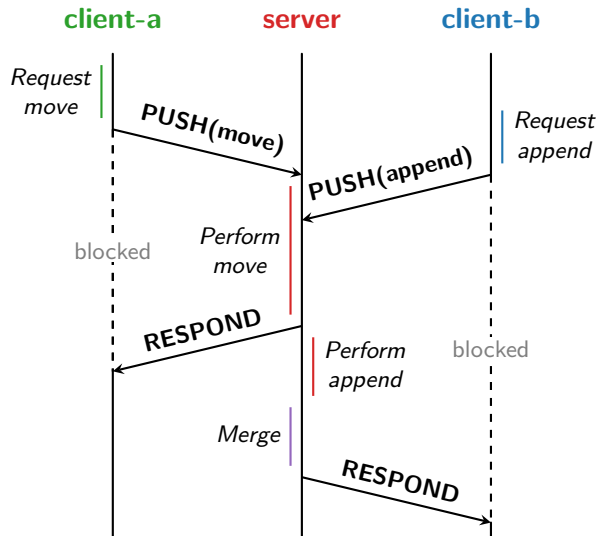 client-a
server
client-b
Request
move
PUSH(move)
Request
append
PUSH(append)
blocked
Perform
move
RESPOND
Perform
append
blocked
Merge
RESPOND